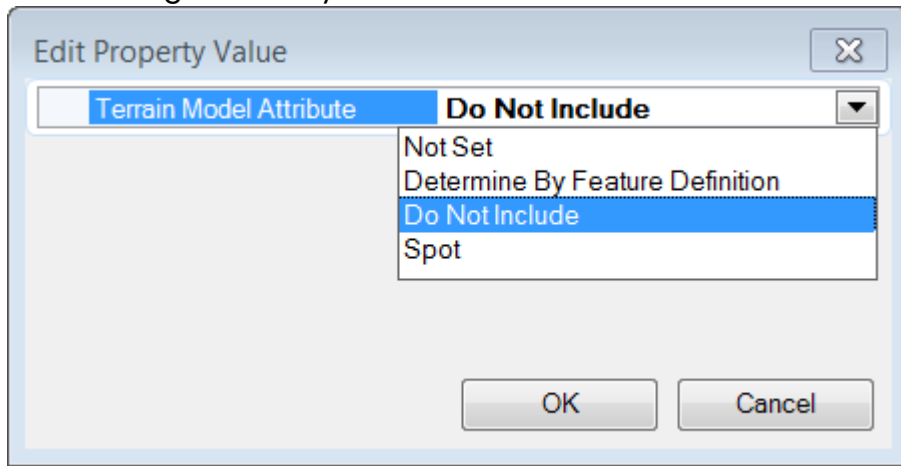 Edit Property Value
Terrain Model Attribute Do Not Include
Not Set
Determine By Feature Definition
Do Not Include
Spot
OK Cancel